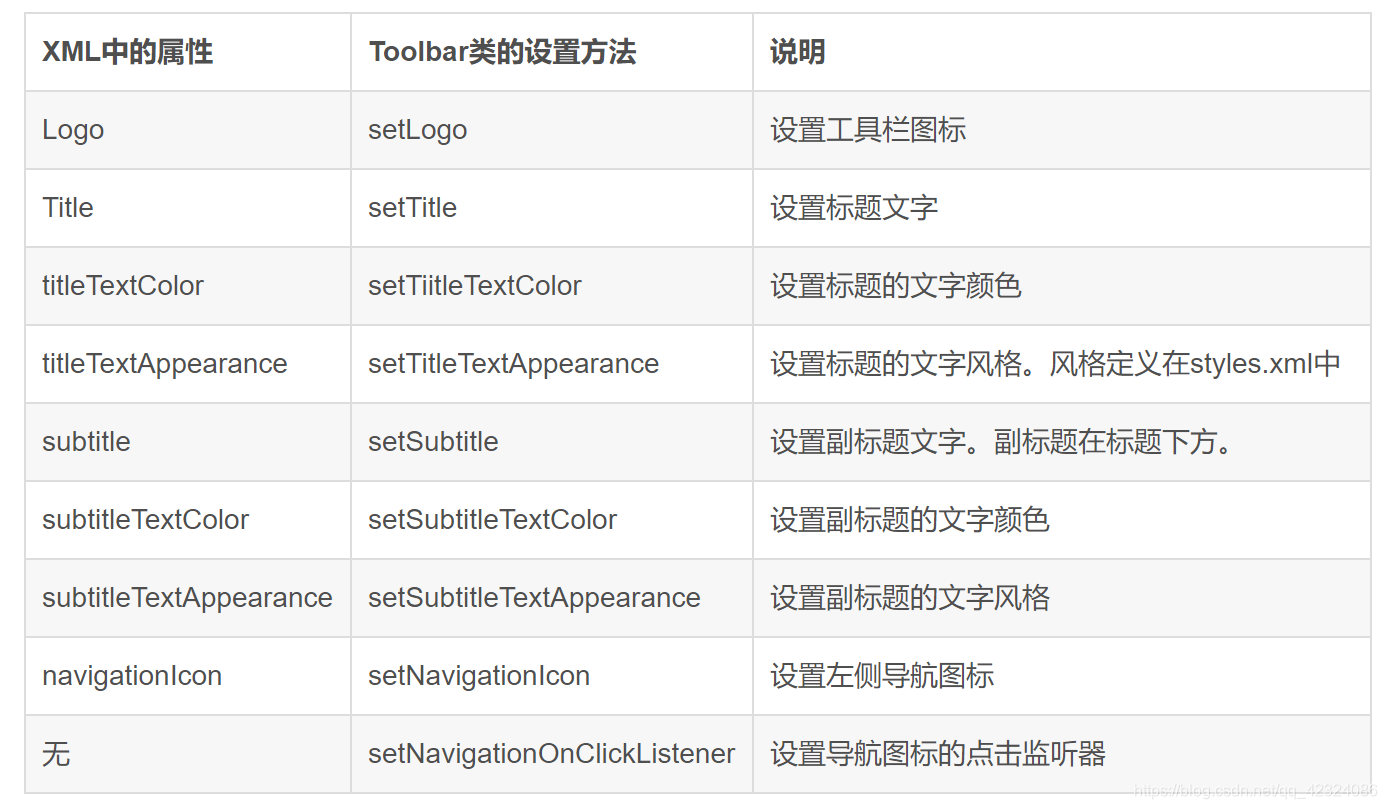 XML中的属性 Toolbar类的设置方法 说明
Logo setLogo 设置工具栏图标
Title setTitle 设置标题文字
titleTextColor setTiitleTextColor 设置标题的文字颜色
titleTextAppearance setTitleTextAppearance 设置标题的文字风格。风格定义在styles.xml中
subtitle setSubtitle 设置副标题文字。副标题在标题下方。
subtitleTextColor setSubtitleTextColor 设置副标题的文字颜色
subtitleTextAppearance setSubtitleTextAppearance 设置副标题的文字风格
navigationIcon setNavigationIcon 设置左侧导航图标
无 setNavigationOnClickListener 设置导航图标的点击监听器
https://blog.csdn.net/qq_42324086